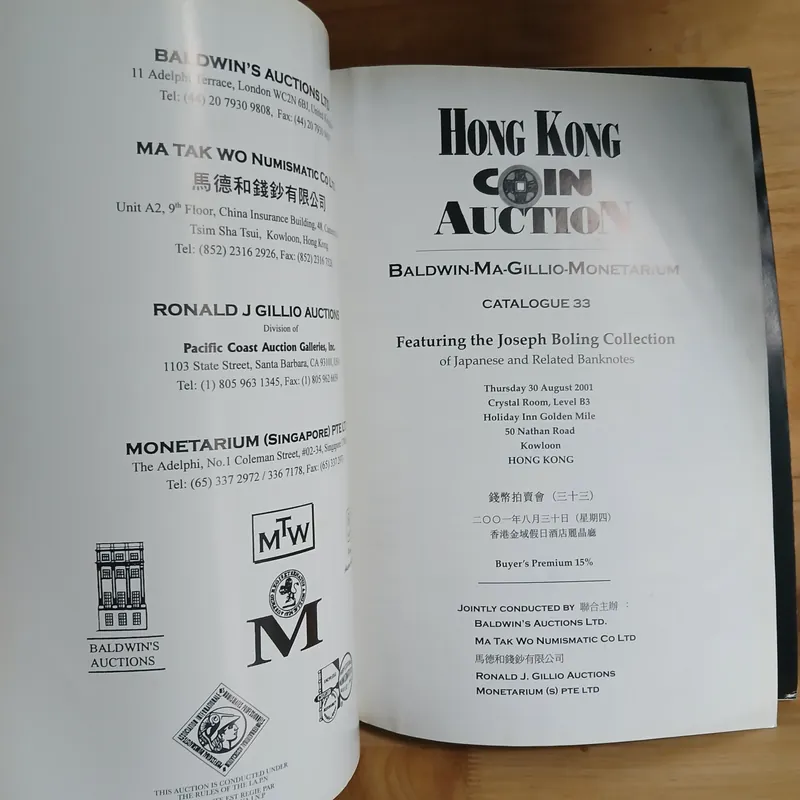 BALDWIN'S AUCTIONS LTD
11 Adelphi Terrace, London WC2N 6BJ, United
Tel: (44) 20 7930 9808, Fax: (44) 20 7930
MA TAK WO NUMISMATIC CO LTD
馬德和錢鈔有限公司
Unit A2, 9th Floor, China Insurance Building, 48,
Tsim Sha Tsui, Kowloon, Hong Kong
Tel: (852) 2316 2926, Fax: (852) 2316
RONALD J GILLIO AUCTIONS
Division of
Pacific Coast Auction Galleries, Inc.
1103 State Street, Santa Barbara, CA 93101,
Tel: (1) 805 963 1345, Fax: (1) 805 962
MONETARIUM (SINGAPORE) PTE
The Adelphi, No.1 Coleman Street, #02-34,
Tel: (65) 337 2972 / 336 7178, Fax: (65) 337
MTW
M
BALDWIN'S
AUCTIONS
THIS AUCTION IS CONDUCTED UNDER
THE RULES OF THE I.A.P.N
EST REGIE PAR
HONG KONG
COIN
AUCTION
BALDWIN-MA-GILLIO-MONETARIUM
CATALOGUE 33
Featuring the Joseph Boling Collection
of Japanese and Related Banknotes
Thursday 30 August 2001
Crystal Room, Level B3
Holiday Inn Golden Mile
50 Nathan Road
Kowloon
HONG KONG
錢幣拍賣會（三十三）
二〇〇一年八月三十日（星期四）
香港金域假日酒店麗晶廳
Buyer's Premium 15%
JOINTLY CONDUCTED BY 聯合主辦：
BALDWIN'S AUCTIONS LTD.
MA TAK WO NUMISMATIC CO LTD
馬德和錢鈔有限公司
RONALD J. GILLIO AUCTIONS
MONETARIUM (S) PTE LTD